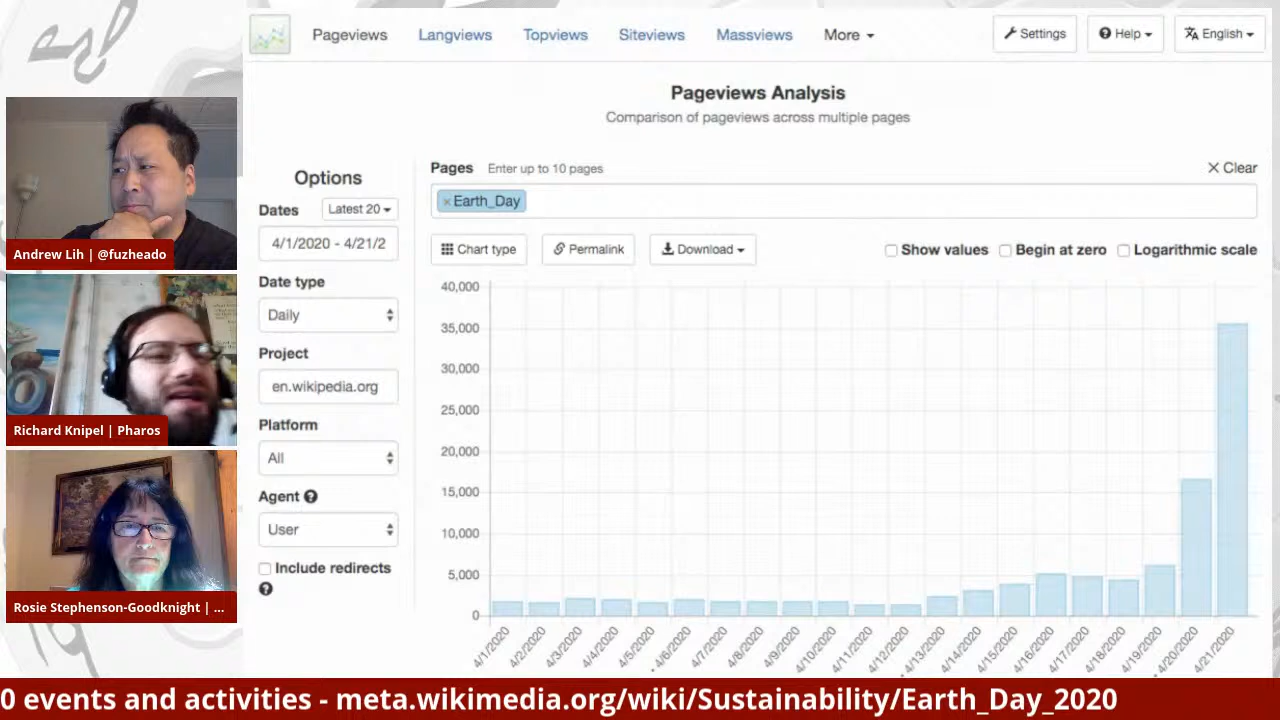 Pageviews Langviews Topviews Siteviews Massviews More Settings Help English
Pageviews Analysis
Comparison of pageviews across multiple pages
Options
Dates Latest 20
4/1/2020 - 4/21/2
Date type
Daily
Project
en.wikipedia.org
Platform
All
Agent ?
User
Include redirects
?
Pages Enter up to 10 pages × Clear
× Earth_Day
Chart type Permalink Download Show values Begin at zero Logarithmic scale
40,000
35,000
30,000
25,000
20,000
15,000
10,000
5,000
0
4/1/2020 4/2/2020 4/3/2020 4/4/2020 4/5/2020 4/6/2020 4/7/2020 4/8/2020 4/9/2020 4/10/2020 4/11/2020 4/12/2020 4/13/2020 4/14/2020 4/15/2020 4/16/2020 4/17/2020 4/18/2020 4/19/2020 4/20/2020 4/21/2020
Andrew Lih | @fuzheado
Richard Knipel | Pharos
Rosie Stephenson-Goodknight | ...
0 events and activities - meta.wikimedia.org/wiki/Sustainability/Earth_Day_2020